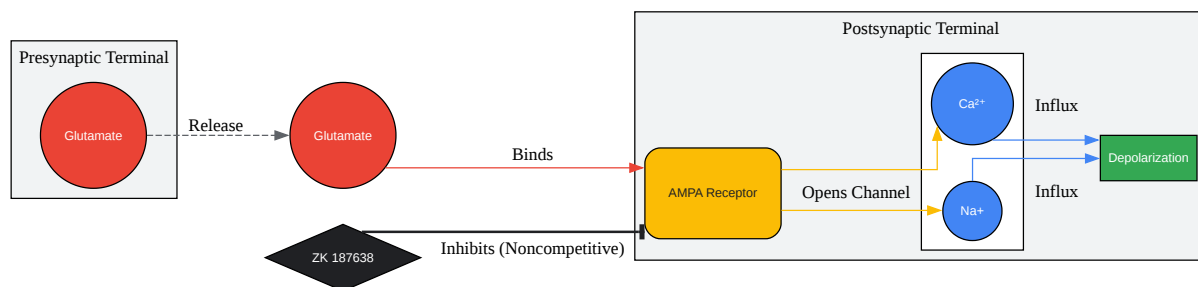 Presynaptic Terminal
Glutamate
Release
Glutamate
Binds
ZK 187638
Inhibits (Noncompetitive)
Postsynaptic Terminal
AMPA Receptor
Opens Channel
Ca²⁺
Na+
Influx
Influx
Depolarization